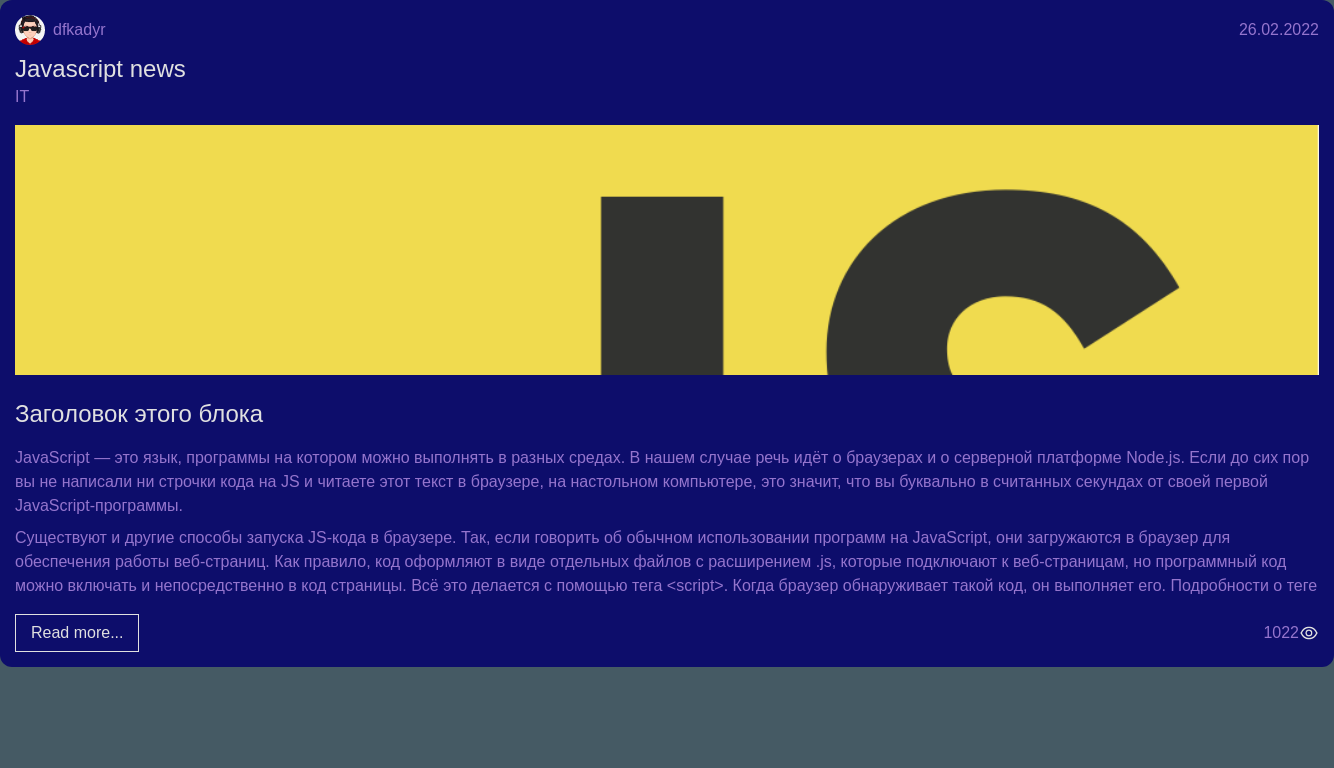 dfkadyr
26.02.2022
Javascript news
IT
JS
Заголовок этого блока
JavaScript — это язык, программы на котором можно выполнять в разных средах. В нашем случае речь идёт о браузерах и о серверной платформе Node.js. Если до сих пор
вы не написали ни строчки кода на JS и читаете этот текст в браузере, на настольном компьютере, это значит, что вы буквально в считанных секундах от своей первой
JavaScript-программы.
Существуют и другие способы запуска JS-кода в браузере. Так, если говорить об обычном использовании программ на JavaScript, они загружаются в браузер для
обеспечения работы веб-страниц. Как правило, код оформляют в виде отдельных файлов с расширением .js, которые подключают к веб-страницам, но программный код
можно включать и непосредственно в код страницы. Всё это делается с помощью тега <script>. Когда браузер обнаруживает такой код, он выполняет его. Подробности о теге
Read more...
1022